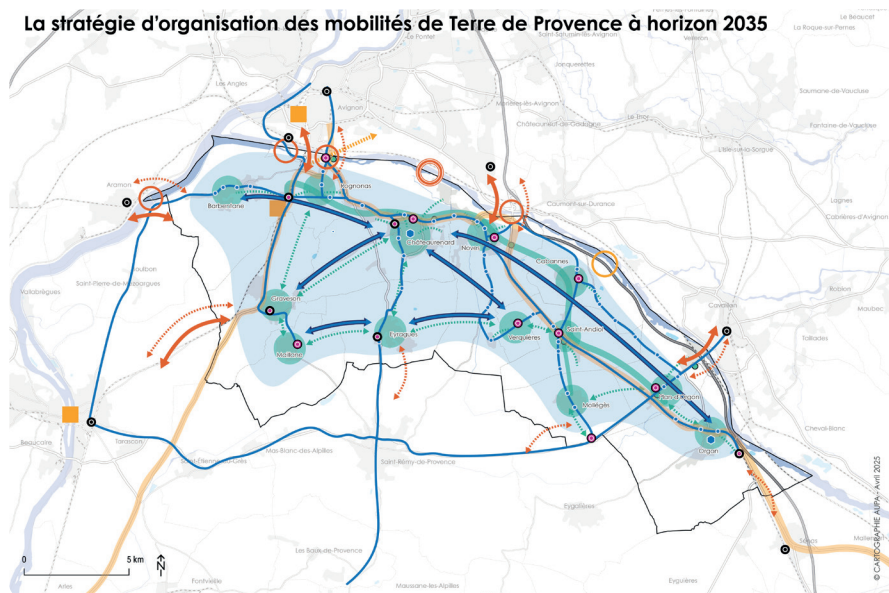 La stratégie d'organisation des mobilités de Terre de Provence à horizon 2035
Le Beaucet
La Roque-sur-Pernes
Le Pontet
Les Angles
Jonquerettes
Saumane-de-Vaucluse
Avignon
Morières-lès-Avignon
Châteauneuf-de-Gadagne
Le Thor
Fontaine-de-Vaucluse
L'Isle-sur-la-Sorgue
Aramon
Rognonas
Lagnes
Barbentane
Caumont-sur-Durance
Cabrières-d'Avignon
Châteaurenard
Noves
Boulbon
Cabannes
Saint-Pierre-de-Mézoargues
Robion
Vallabrègues
Graveson
Cavaillon
Maubec
Eyragues
Verquières
Saint-Andiol
Taillades
Maillane
Plan d'Orgon
Mollégès
Cheval-Blanc
Beaucaire
Tarascon
Orgon
Mas-Blanc-des-Alpilles
Saint-Étienne-du-Grès
Saint-Rémy-de-Provence
Eygalières
Sénas
Les Baux-de-Provence
0
5 km
N
Arles
Fontvieille
Maussane-les-Alpilles
Eyguières
© CARTOGRAPHIE AUPA - Avril 2025